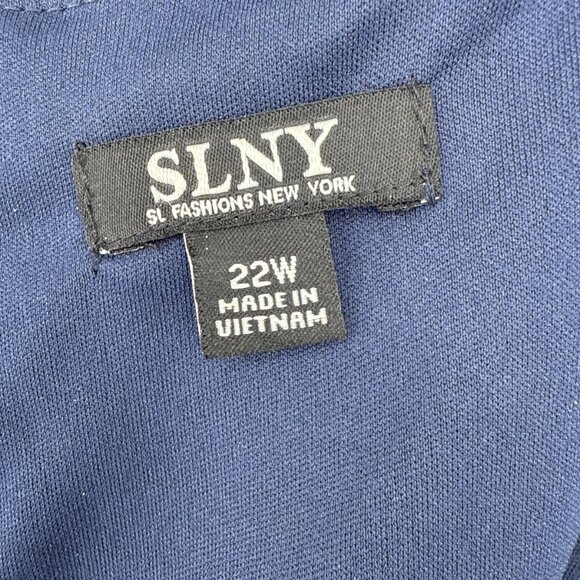 SLNY
SL FASHIONS NEW YORK
22W
MADE IN
VIETNAM